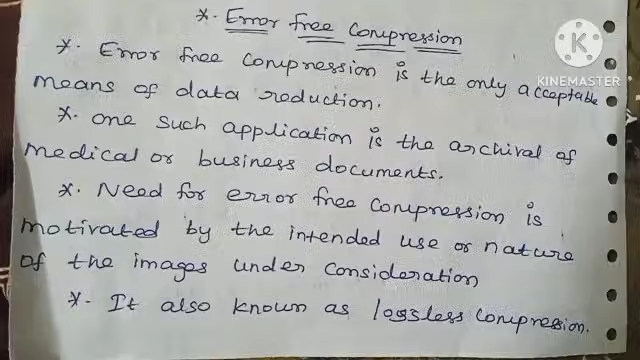 *. Error free compression
*. Error free compression is the only acceptable
means of data reduction.
*. one such application is the archival of
medical or business documents.
*. Need for error free compression is
motivated by the intended use or nature
of the images under consideration
*. It also known as lossless compression.
K
KINEMASTER